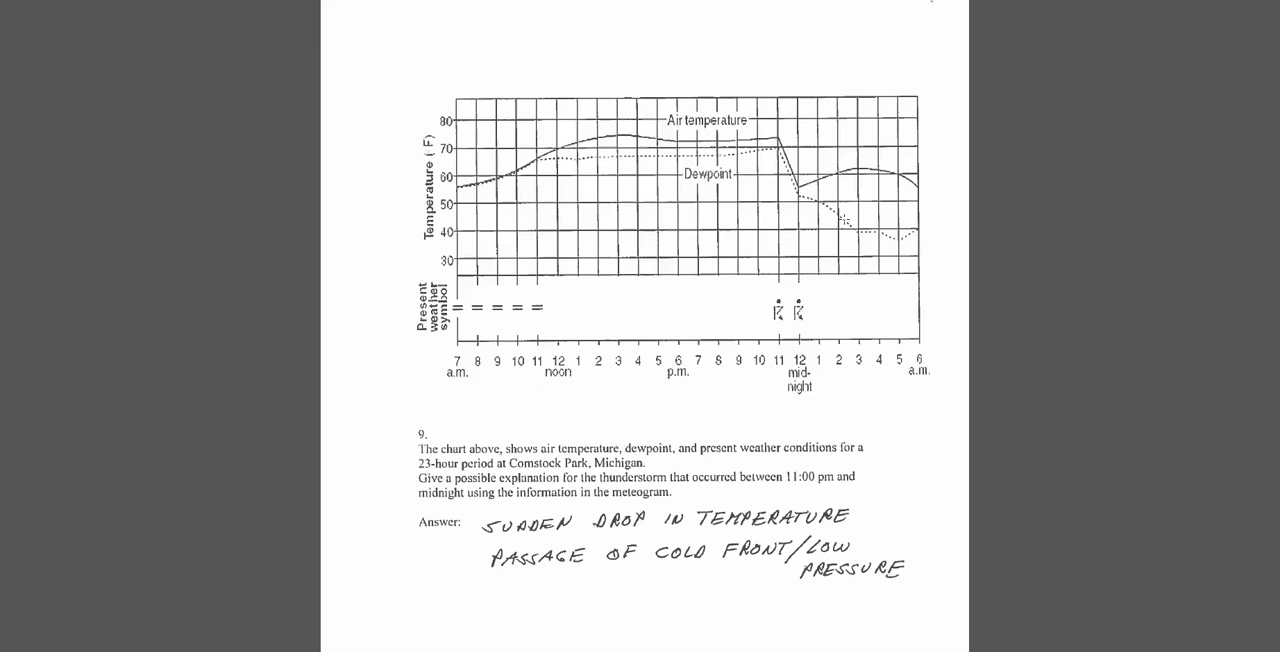 Air temperature
Dewpoint
Temperature ( F)
80
70
60
50
40
30
Present
weather
symbol
7 8 9 10 11 12 1 2 3 4 5 6 7 8 9 10 11 12 1 2 3 4 5 6
a.m. noon p.m. mid- a.m.
night
9.
The chart above, shows air temperature, dewpoint, and present weather conditions for a
23-hour period at Comstock Park, Michigan.
Give a possible explanation for the thunderstorm that occurred between 11:00 pm and
midnight using the information in the meteogram.
Answer: SUDDEN DROP IN TEMPERATURE
PASSAGE OF COLD FRONT/LOW
PRESSURE